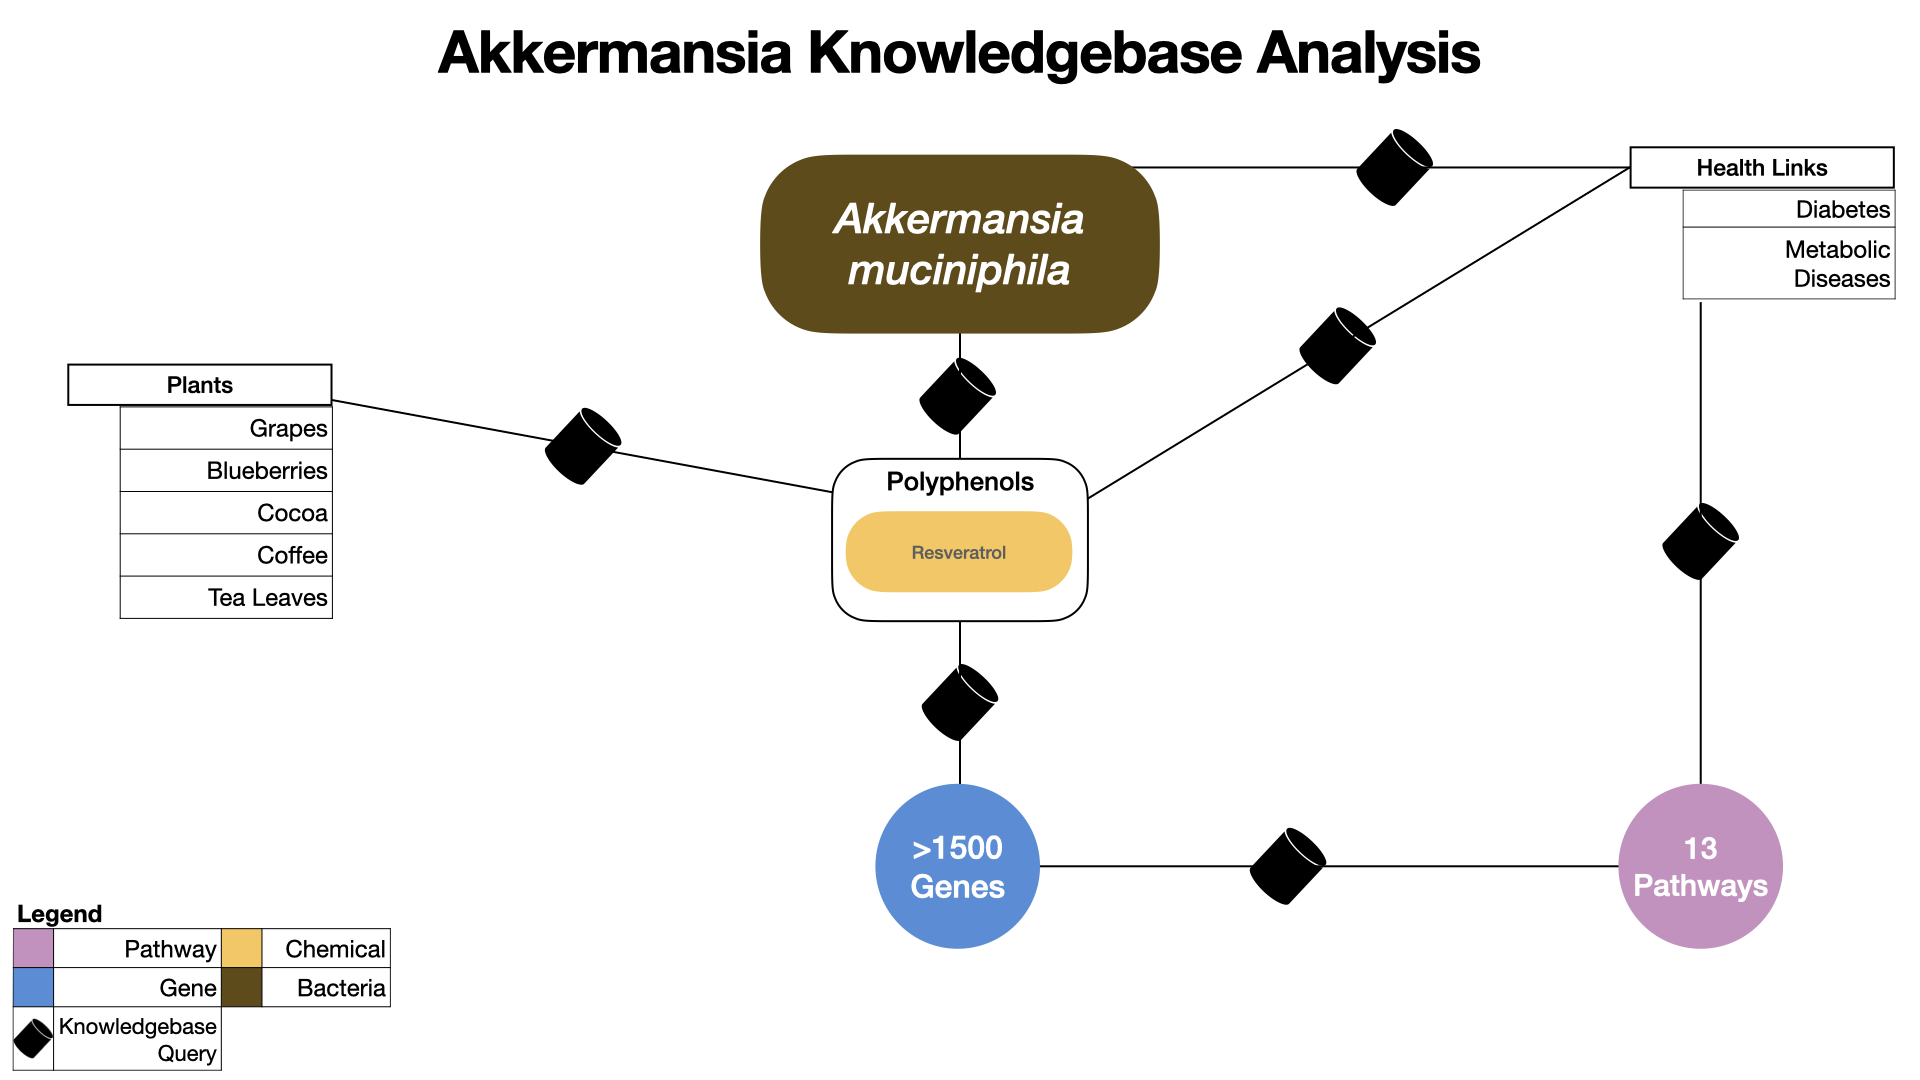 Akkermansia Knowledgebase Analysis
Akkermansia
muciniphila
Health Links
Diabetes
Metabolic
Diseases
Plants
Grapes
Blueberries
Cocoa
Coffee
Tea Leaves
Polyphenols
Resveratrol
>1500
Genes
13
Pathways
Legend
Pathway
Chemical
Gene
Bacteria
Knowledgebase
Query